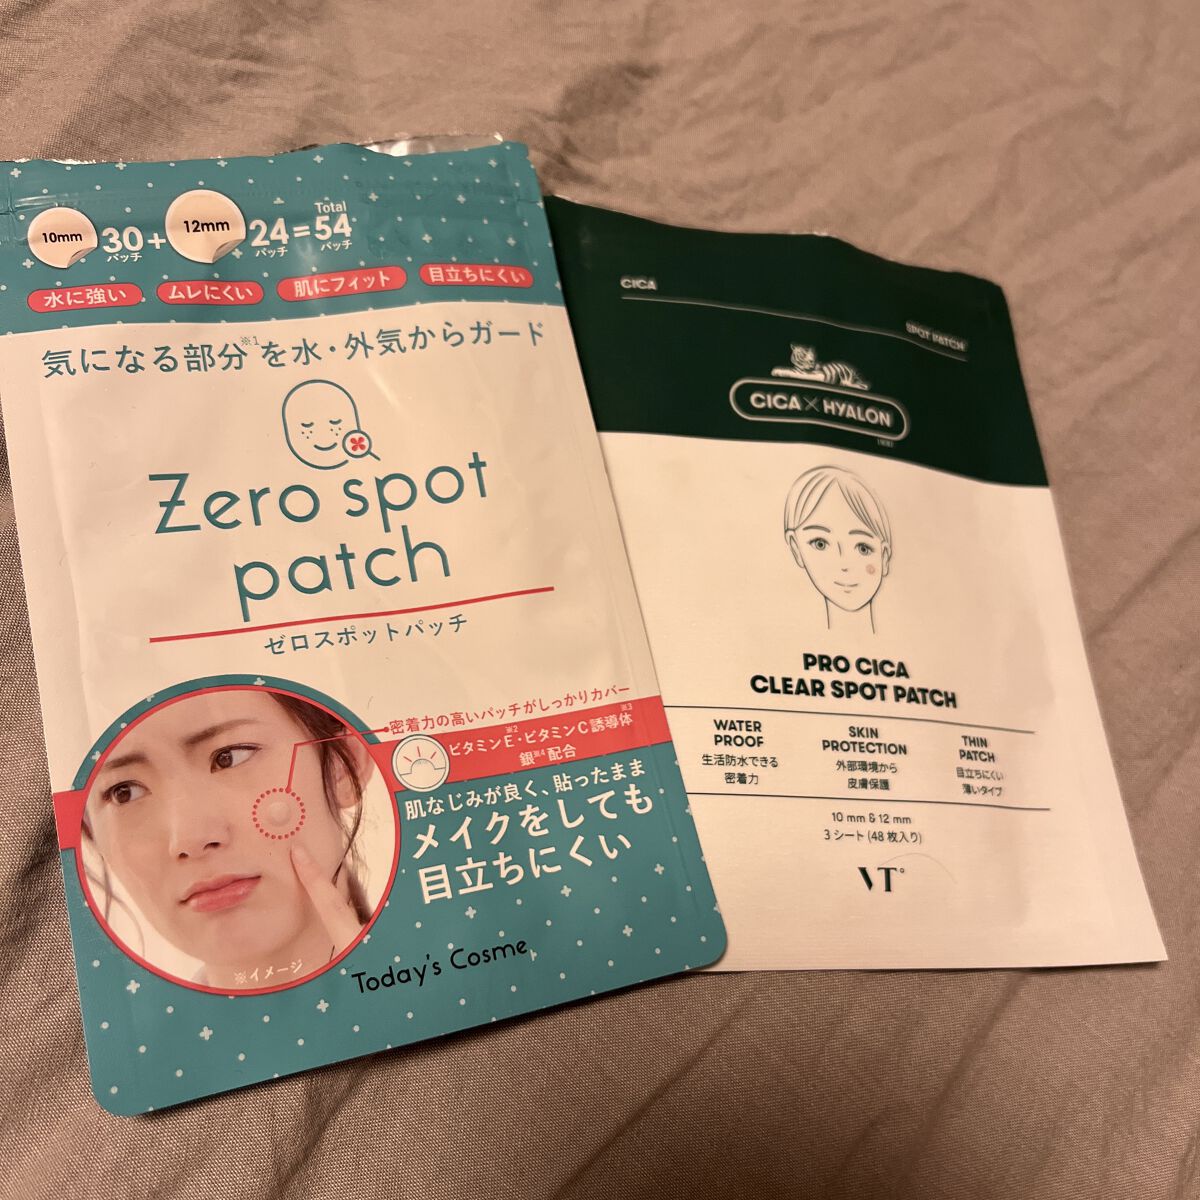 10mm 30パッチ + 12mm 24パッチ = Total 54パッチ
水に強い ムレにくい 肌にフィット 目立ちにくい
気になる部分※1を水・外気からガード
Zero spot
patch
ゼロスポットパッチ
密着力の高いパッチがしっかりカバー
ビタミンE※2・ビタミンC誘導体※3
銀※4配合
肌なじみが良く、貼ったまま
メイクをしても
目立ちにくい
※イメージ
Today's Cosme
CICA
SPOT PATCH
CICA×HYALON
PRO CICA
CLEAR SPOT PATCH
WATER
PROOF
生活防水できる
密着力
SKIN
PROTECTION
外部環境から
皮膚保護
THIN
PATCH
目立ちにくい
薄いタイプ
10 mm & 12 mm
3シート (48枚入り)
VT°